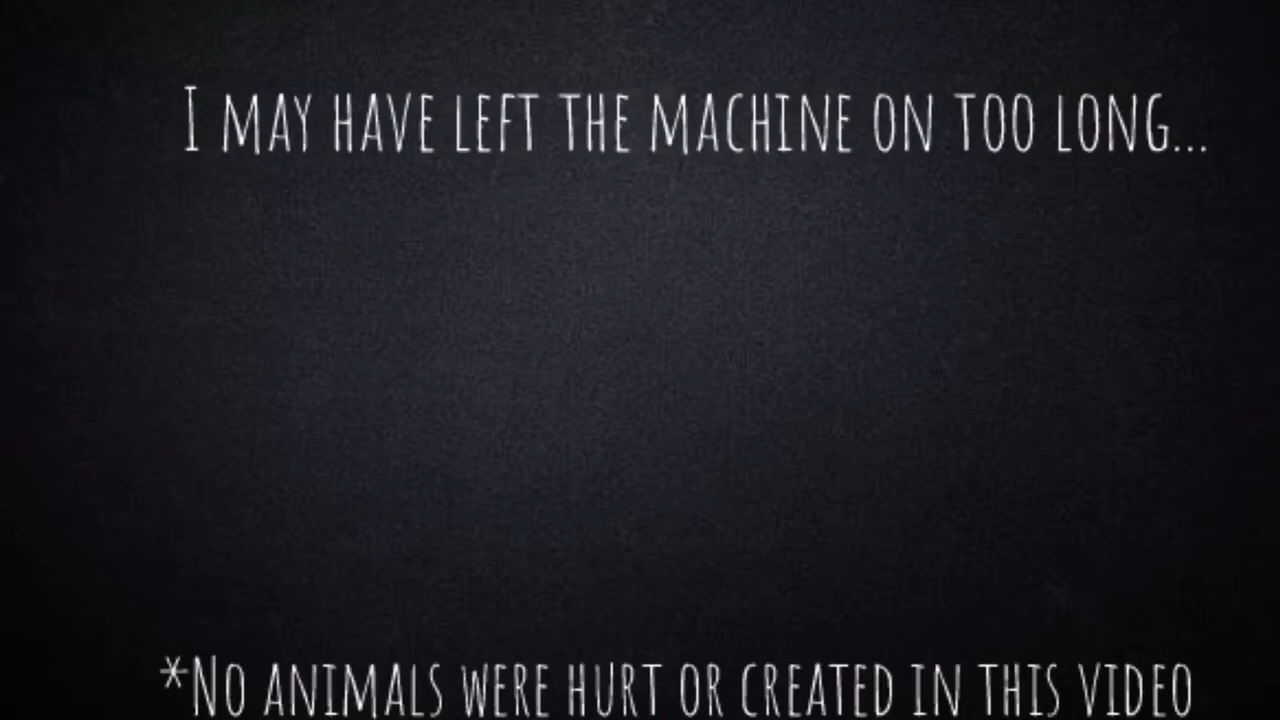 I MAY HAVE LEFT THE MACHINE ON TOO LONG...
*NO ANIMALS WERE HURT OR CREATED IN THIS VIDEO